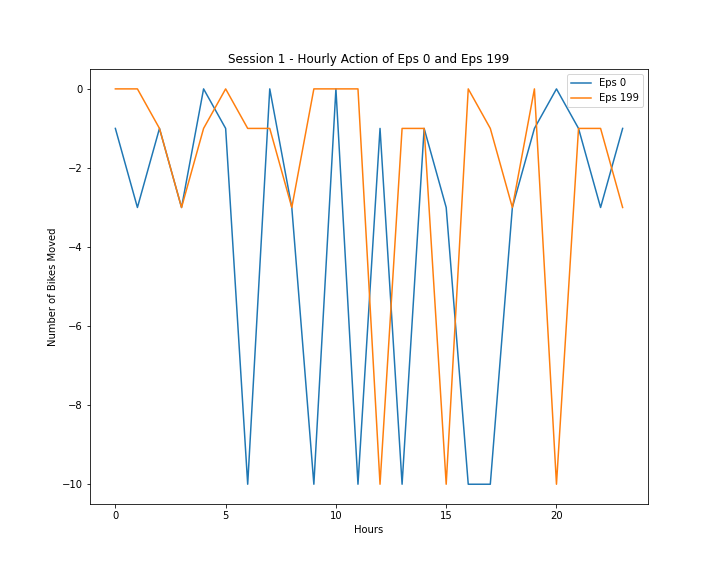 Session 1 - Hourly Action of Eps 0 and Eps 199
Eps 0
Eps 199
Number of Bikes Moved
0
−2
−4
−6
−8
−10
0
5
10
15
20
Hours